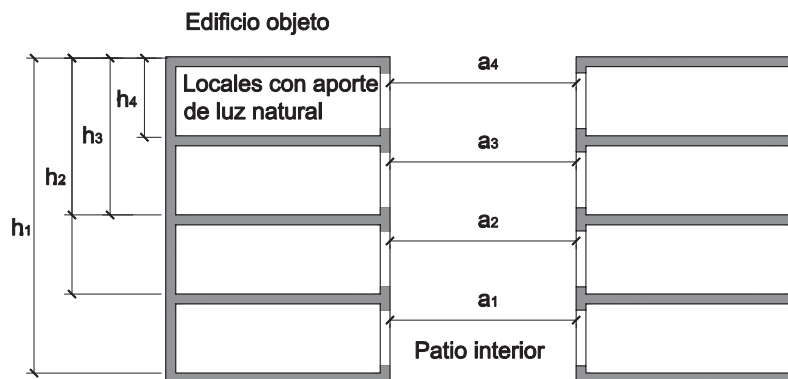 Edificio objeto
Locales con aporte
de luz natural
a4
h4
h3
a3
h2
h1
a2
a1
Patio interior